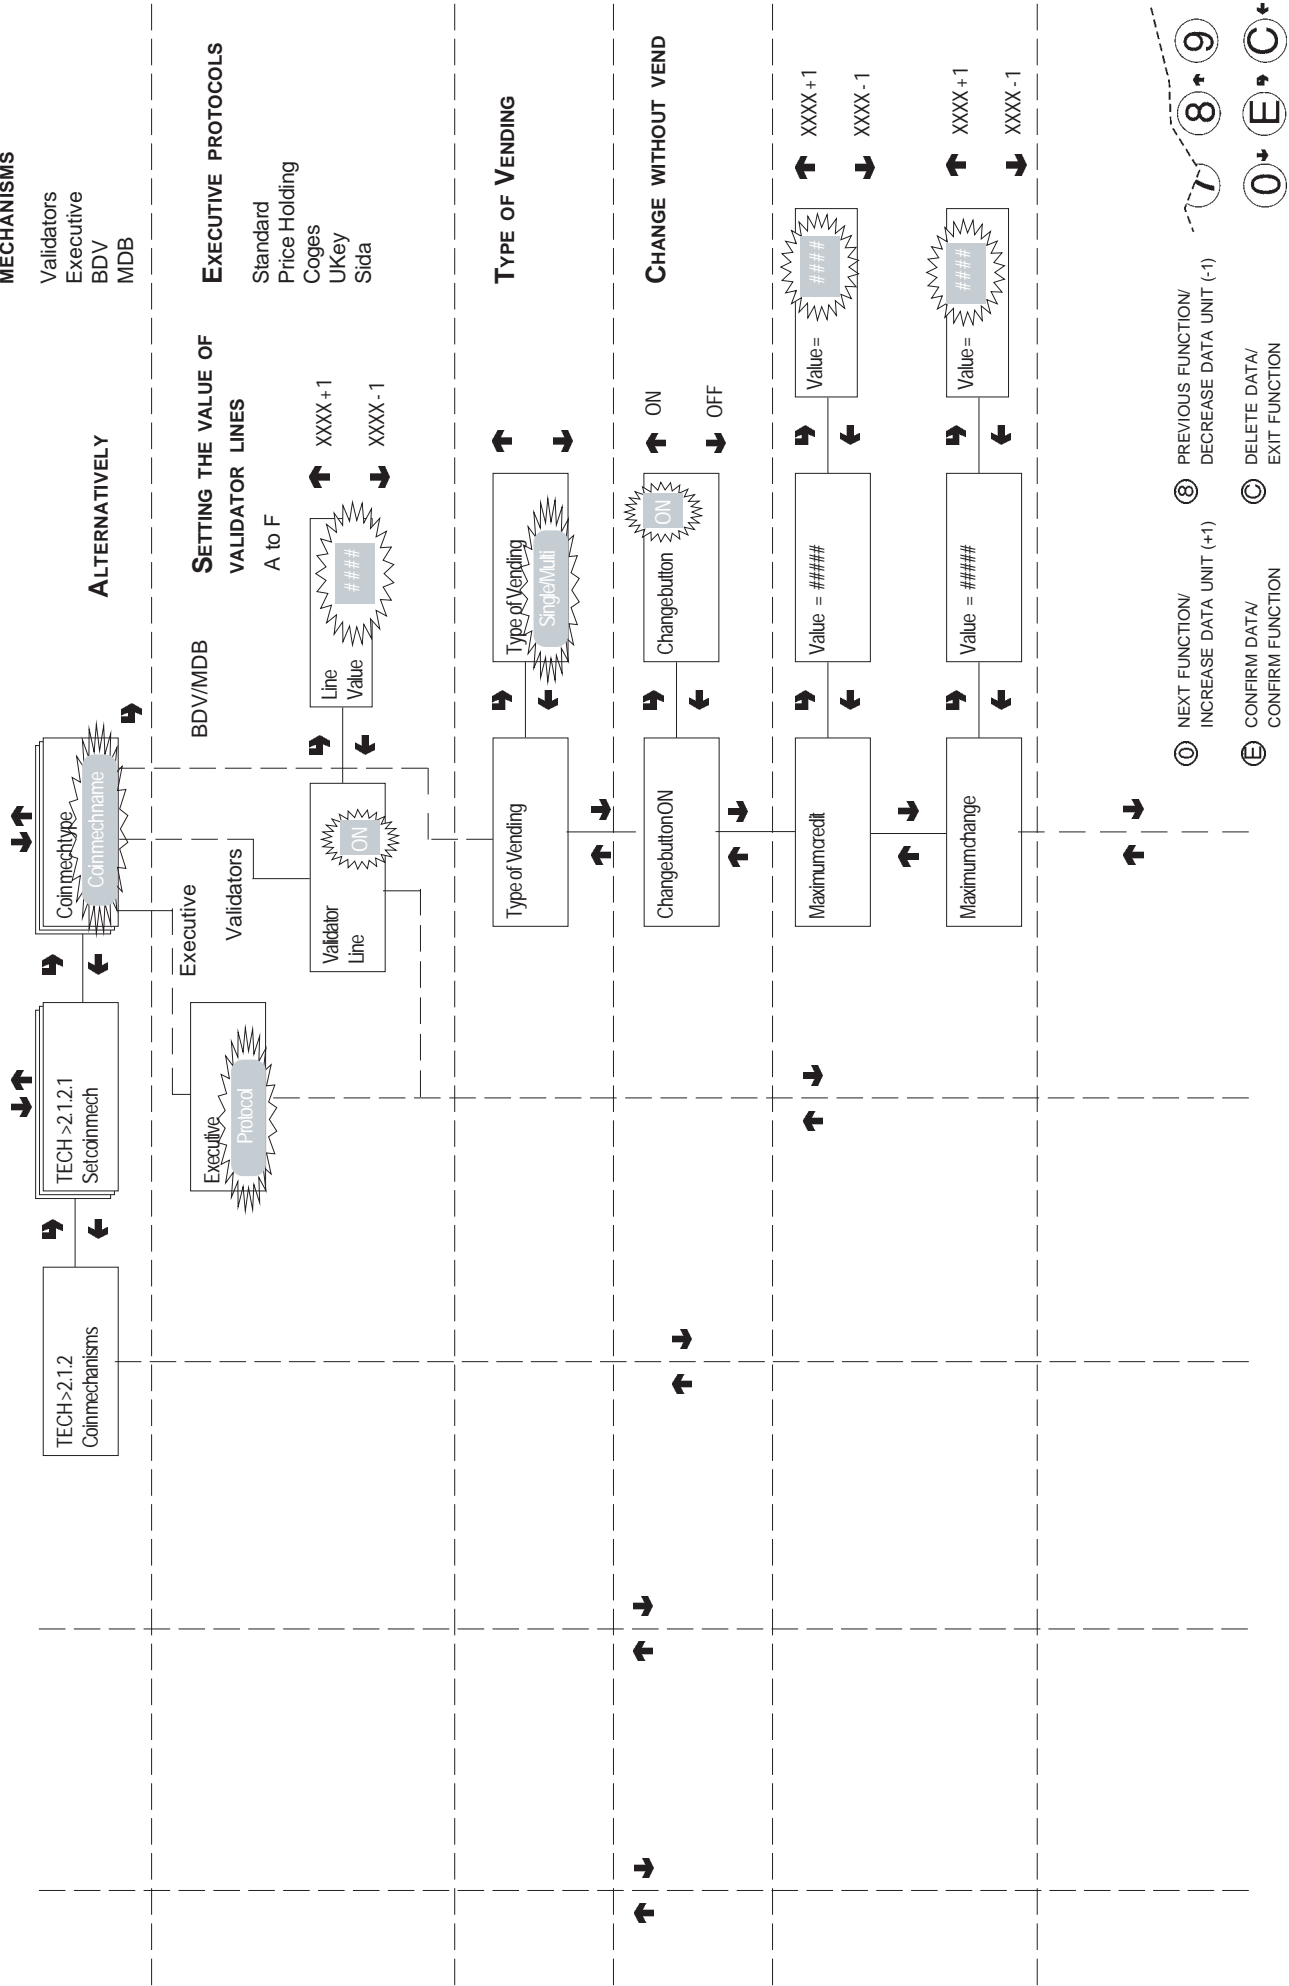 MECHANISMS
Validators
Executive
BDV
MDB
ALTERNATIVELY
TECH>2.1.2
Coinmechanisms
TECH >2.1.2.1
Setcoinmech
Coinmechtype
Coinmechname
EXECUTIVE PROTOCOLS
Standard
Price Holding
Coges
UKey
Sida
SETTING THE VALUE OF
VALIDATOR LINES
A to F
BDV/MDB
Executive
Validators
Executive
Protocol
Validator
Line
ON
Line
Value
####
XXXX + 1
XXXX - 1
TYPE OF VENDING
Type of Vending
Type of Vending
Single/Multi
CHANGE WITHOUT VEND
ChangebuttonON
Changebutton
ON
ON
OFF
Maximumcredit
Value = #####
Value =
####
XXXX + 1
XXXX - 1
Maximumchange
Value = #####
Value =
####
XXXX + 1
XXXX - 1
0 NEXT FUNCTION/
INCREASE DATA UNIT (+1)
8 PREVIOUS FUNCTION/
DECREASE DATA UNIT (-1)
E CONFIRM DATA/
CONFIRM FUNCTION
C DELETE DATA/
EXIT FUNCTION
7 8 9
0 E C